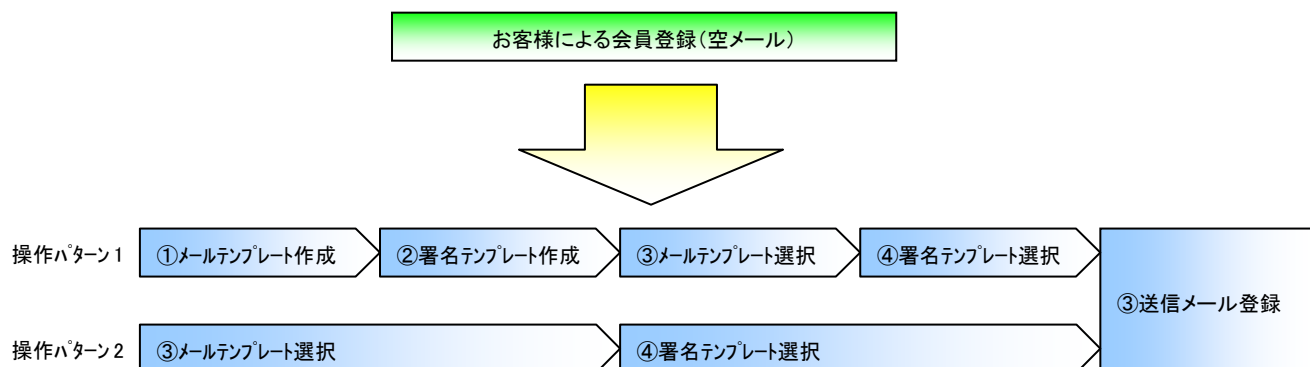 お客様による会員登録（空メール）
操作ﾊﾟﾀｰﾝ1 ①ﾒｰﾙﾃﾝﾌﾟﾚｰﾄ作成 ②署名ﾃﾝﾌﾟﾚｰﾄ作成 ③ﾒｰﾙﾃﾝﾌﾟﾚｰﾄ選択 ④署名ﾃﾝﾌﾟﾚｰﾄ選択
③送信メール登録
操作ﾊﾟﾀｰﾝ2 ③ﾒｰﾙﾃﾝﾌﾟﾚｰﾄ選択 ④署名ﾃﾝﾌﾟﾚｰﾄ選択